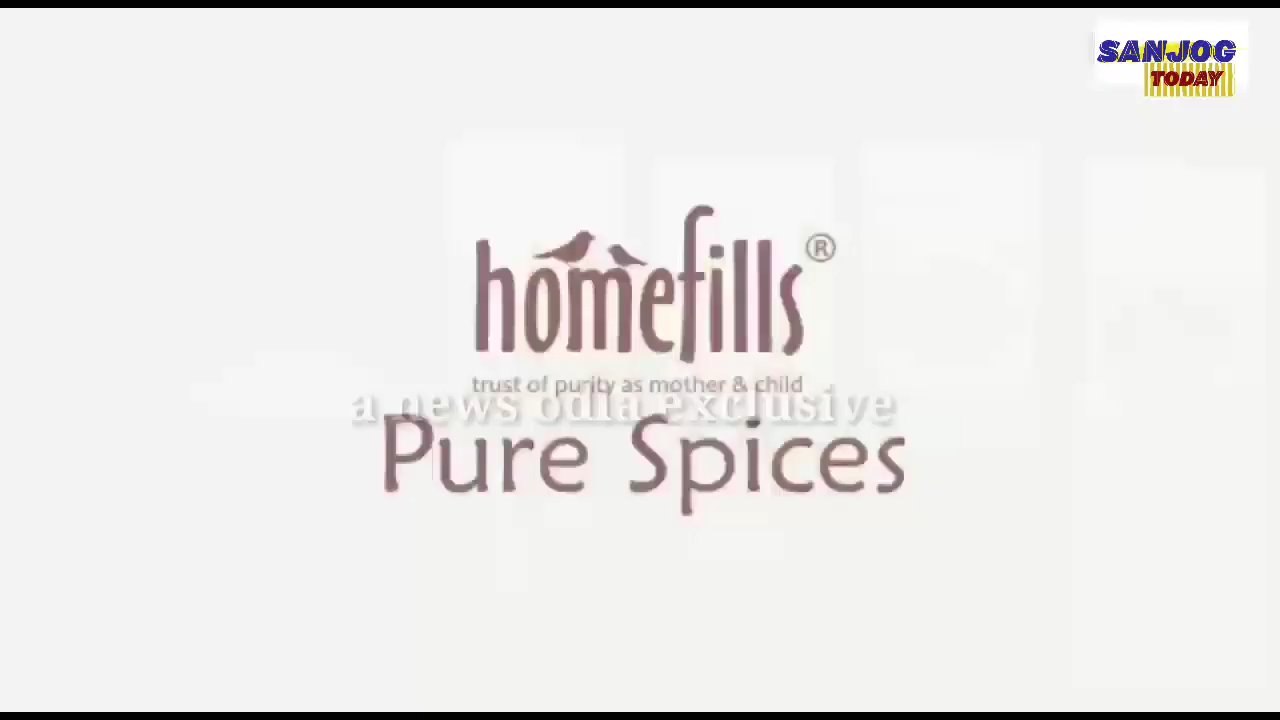 SANJOG
TODAY
homefills®
trust of purity as mother & child
a news odia exclusive
Pure Spices